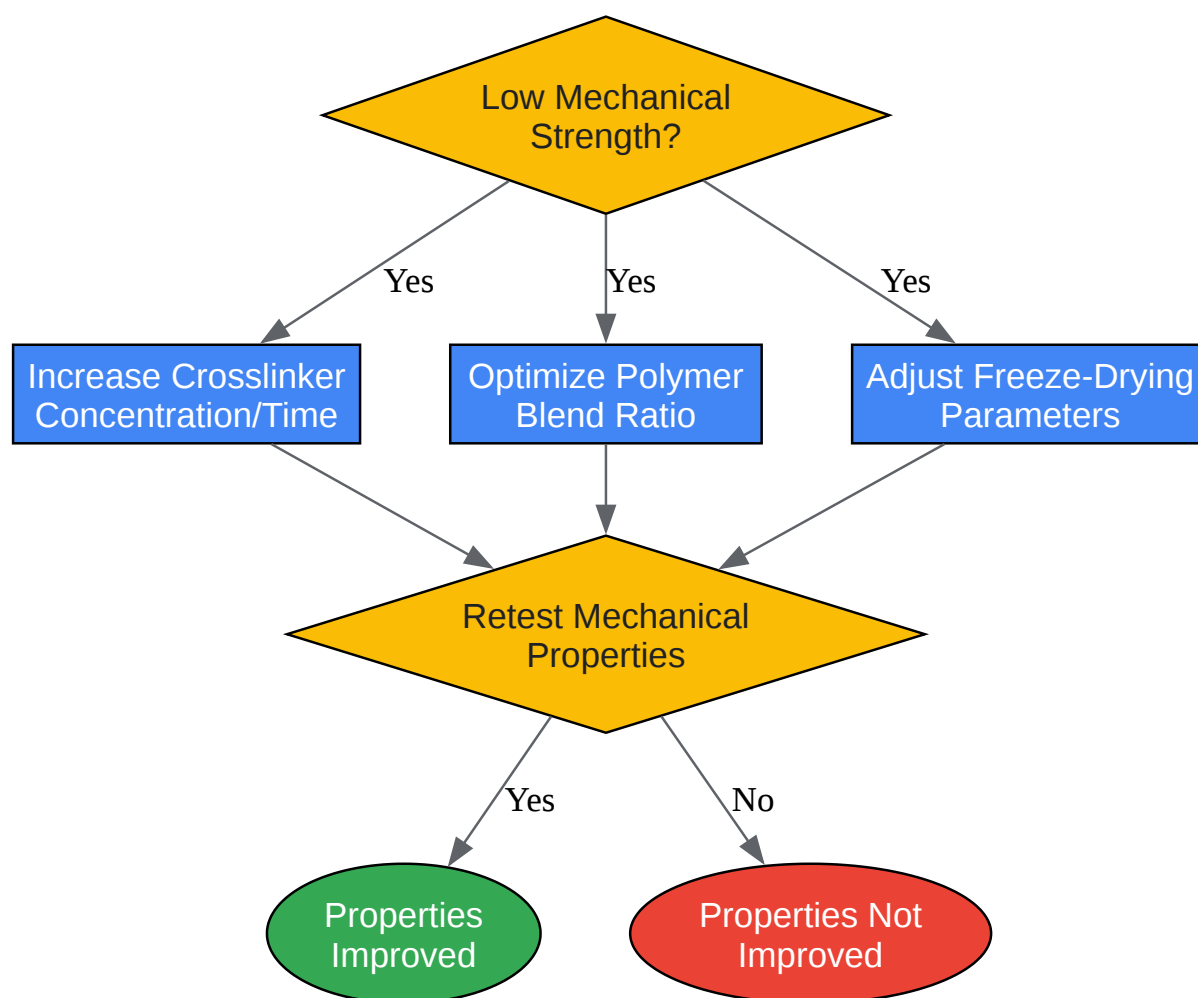 Low Mechanical
Strength?
Yes
Yes
Yes
Increase Crosslinker
Concentration/Time
Optimize Polymer
Blend Ratio
Adjust Freeze-Drying
Parameters
Retest Mechanical
Properties
Yes
No
Properties
Improved
Properties Not
Improved